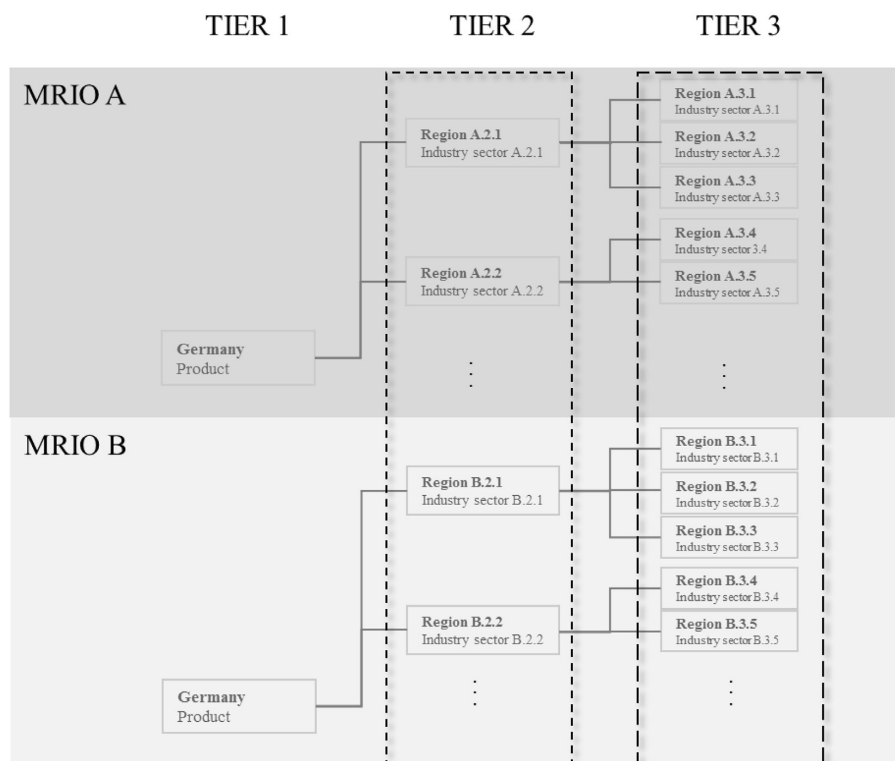 TIER 1
TIER 2
TIER 3
MRIO A
Region A.2.1
Industry sector A.2.1
Region A.3.1
Industry sector A.3.1
Region A.3.2
Industry sector A.3.2
Region A.3.3
Industry sector A.3.3
Region A.2.2
Industry sector A.2.2
Region A.3.4
Industry sector 3.4
Region A.3.5
Industry sector A.3.5
Germany
Product
⋮
⋮
MRIO B
Region B.2.1
Industry sector B.2.1
Region B.3.1
Industry sector B.3.1
Region B.3.2
Industry sector B.3.2
Region B.3.3
Industry sector B.3.3
Region B.2.2
Industry sector B.2.2
Region B.3.4
Industry sector B.3.4
Region B.3.5
Industry sector B.3.5
Germany
Product
⋮
⋮